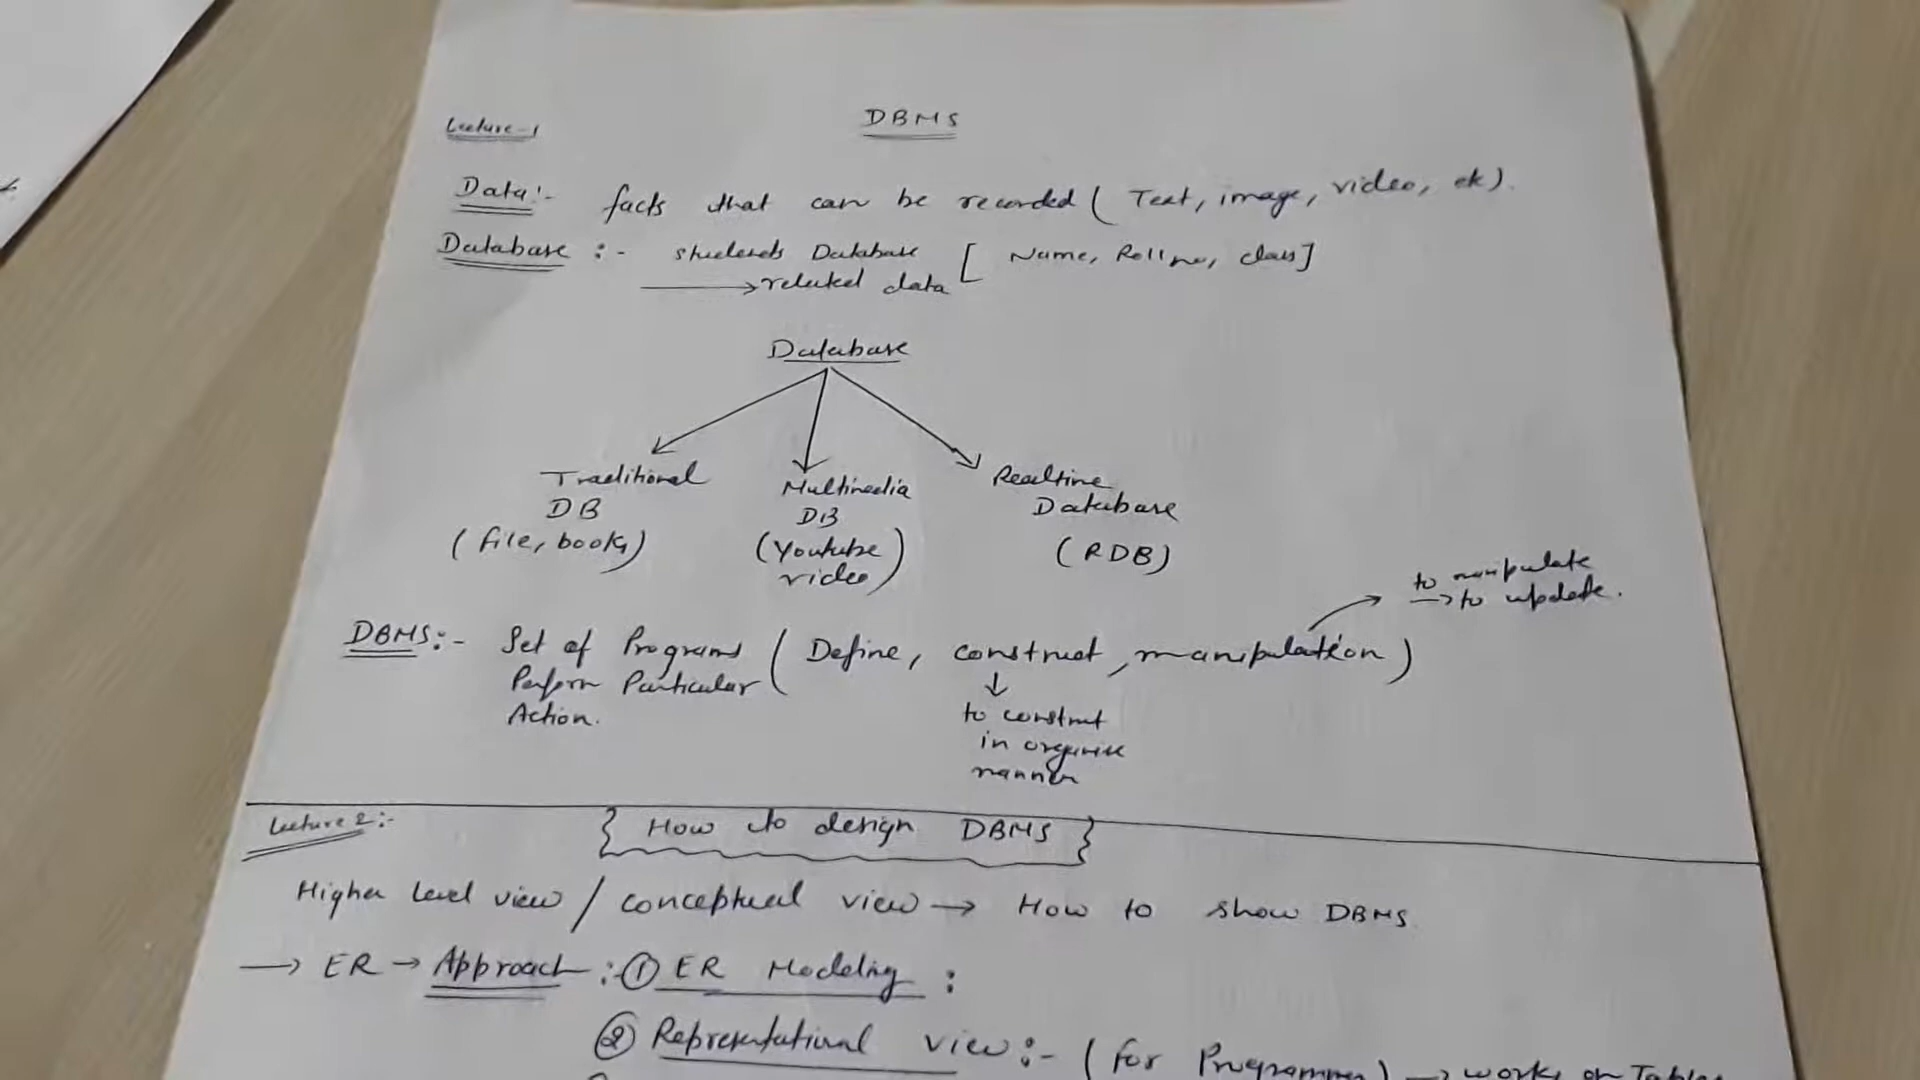 Lecture-1
DBMS
Data:- facts that can be recorded (Text, image, video, etc).
Database :- students Database [Name, Rollno, class]
→ related data
Database
Traditional DB (file, books)
Multimedia DB (Youtube video)
Realtime Database (RDB)
to manipulate
→ to update.
DBMS:- Set of Programs (Define, construct, manipulation)
Perform Particular
Action.
↓
to construct
in organise
manner
Lecture 2:-
{ How to design DBMS }
Higher Level view / conceptual view → How to show DBMS.
→ ER → Approach :① ER Modeling :
② Representational view :- (for Programmer) → works on Tables